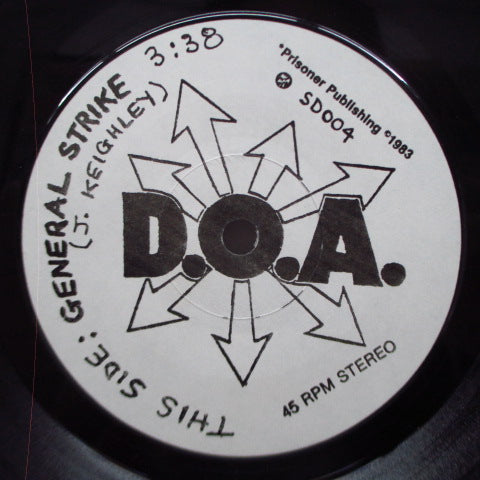 THIS SIDE: GENERAL STRIKE 3:38
(J. KEIGHLEY)
*Prisoner Publishing ©1983
SD004
D.O.A.
45 RPM STEREO